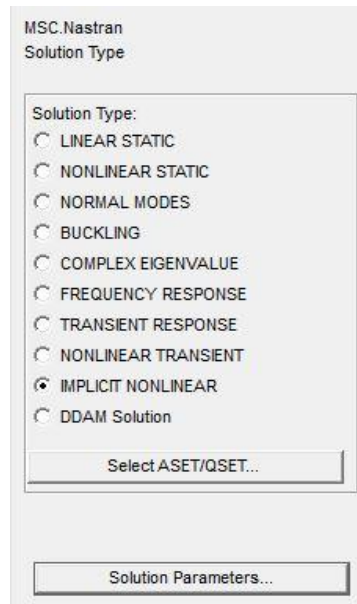 MSC.Nastran
Solution Type
Solution Type:
LINEAR STATIC
NONLINEAR STATIC
NORMAL MODES
BUCKLING
COMPLEX EIGENVALUE
FREQUENCY RESPONSE
TRANSIENT RESPONSE
NONLINEAR TRANSIENT
IMPLICIT NONLINEAR
DDAM Solution
Select ASET/QSET...
Solution Parameters...